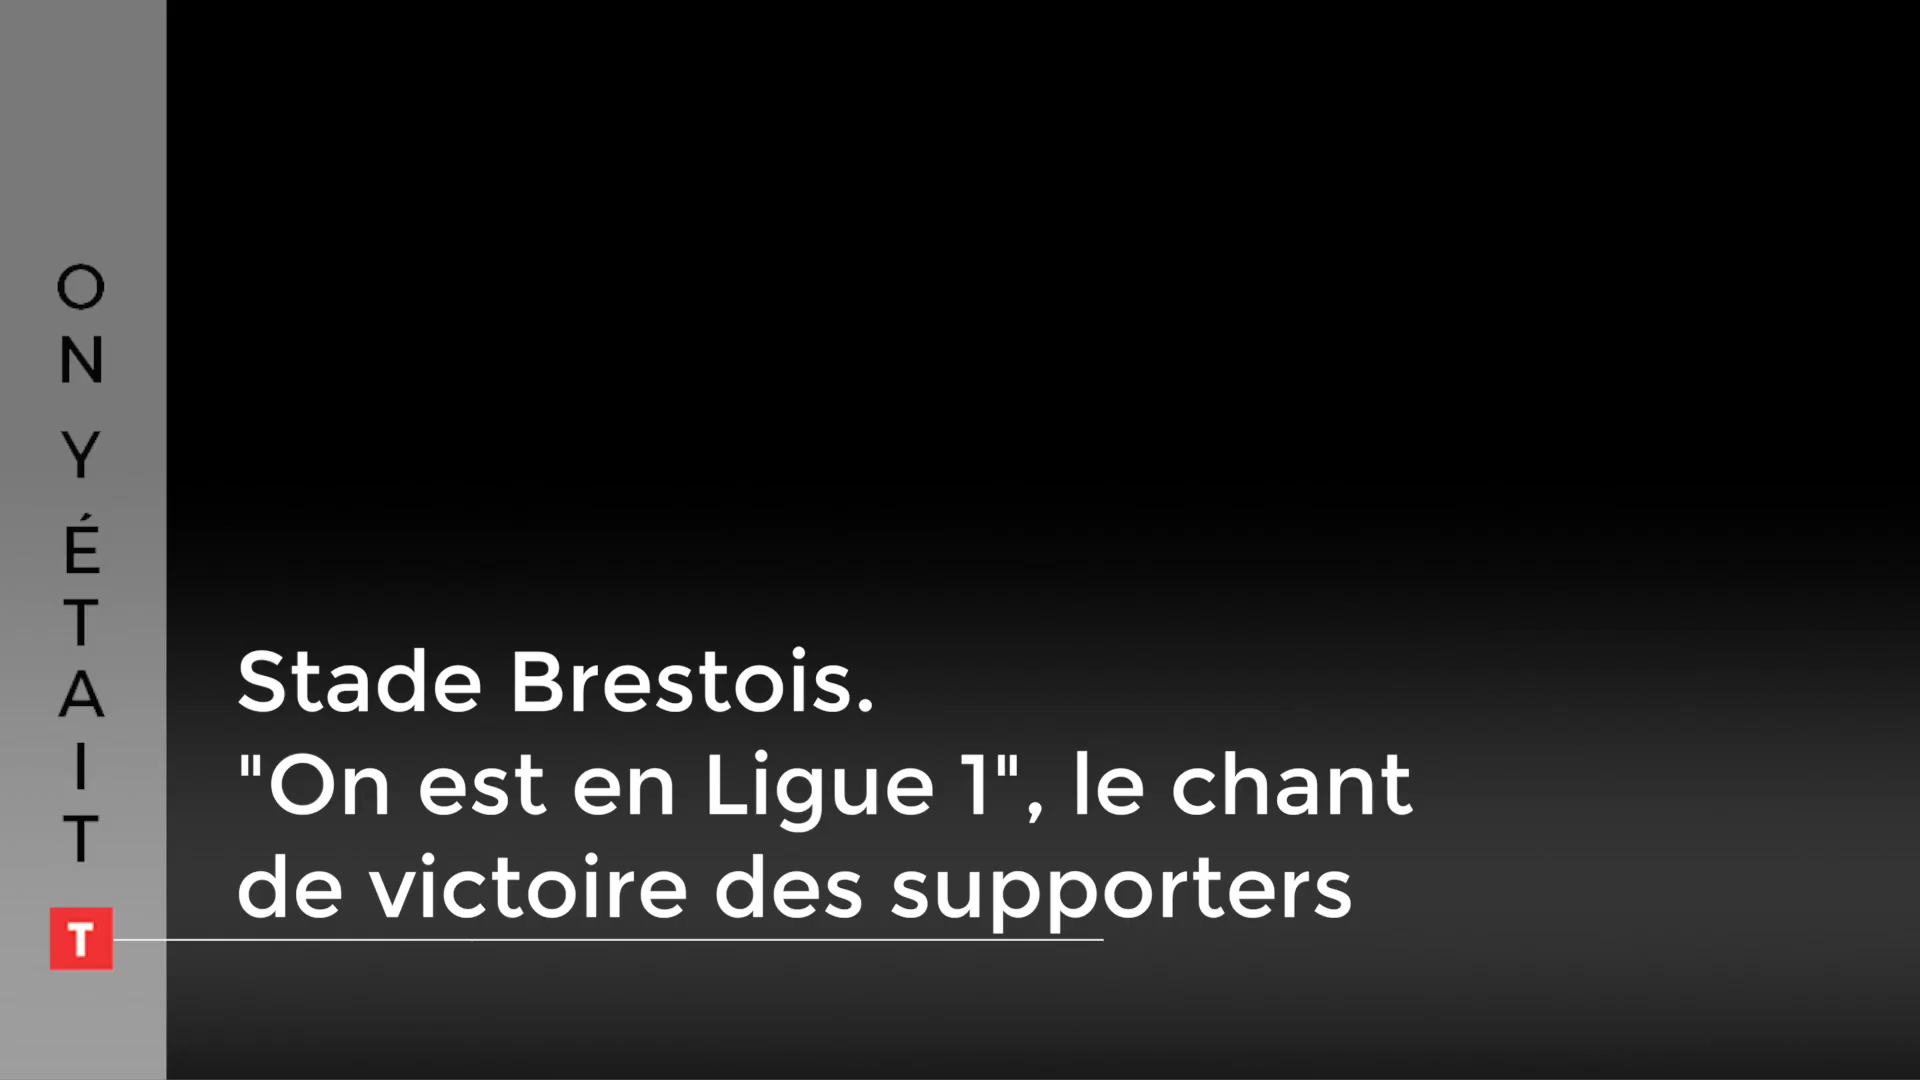 ON Y ÉTAIT
T
Stade Brestois.
"On est en Ligue 1", le chant
de victoire des supporters